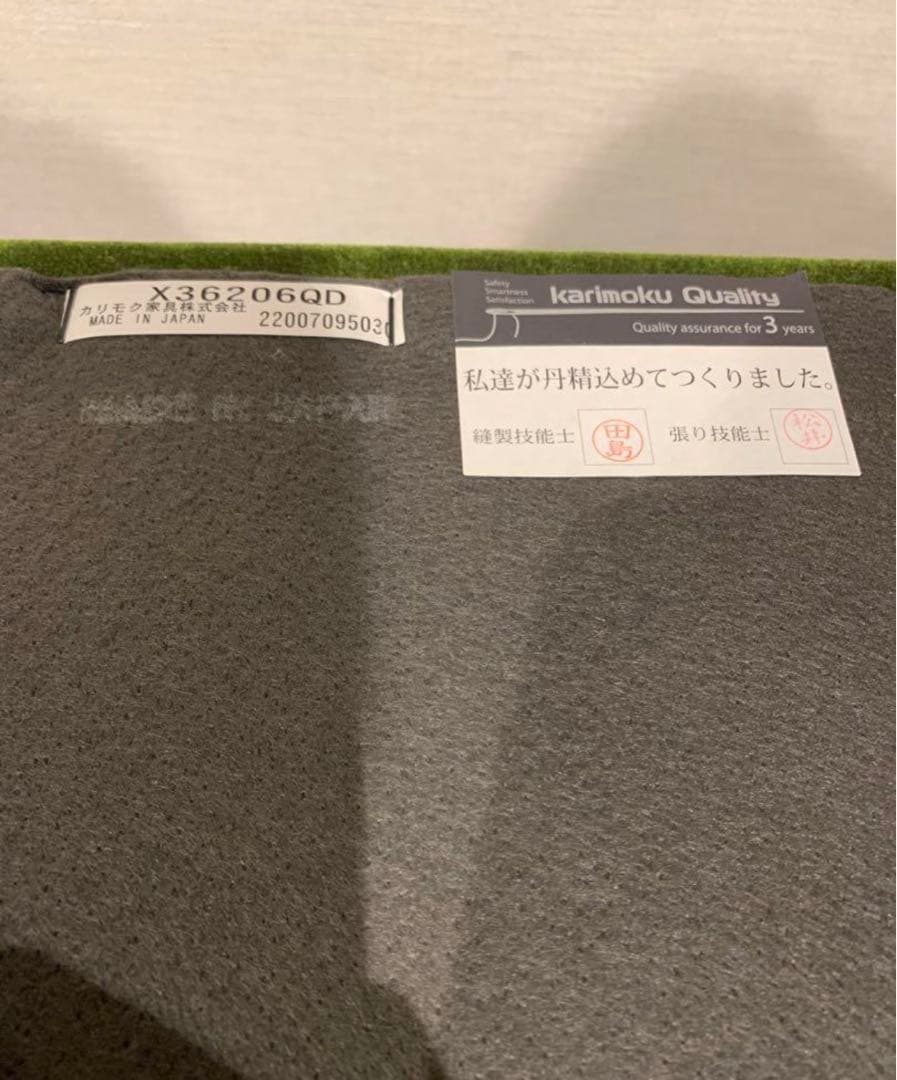 X36206QD
カリモク家具株式会社
MADE IN JAPAN 2200709503
Safety
Smartness
Satisfaction
karimoku Quality
Quality assurance for 3 years
私達が丹精込めてつくりました。
縫製技能士 田島 張り技能士 松井